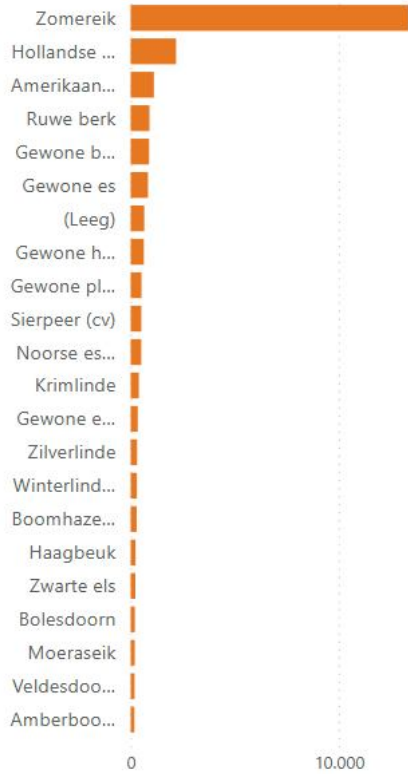 Zomereik
Hollandse ...
Amerikaan...
Ruwe berk
Gewone b...
Gewone es
(Leeg)
Gewone h...
Gewone pl...
Sierpeer (cv)
Noorse es...
Krimlinde
Gewone e...
Zilverlinde
Winterlind...
Boomhaze...
Haagbeuk
Zwarte els
Bolesdoorn
Moeraseik
Veldesdoo...
Amberboo...
0 10.000